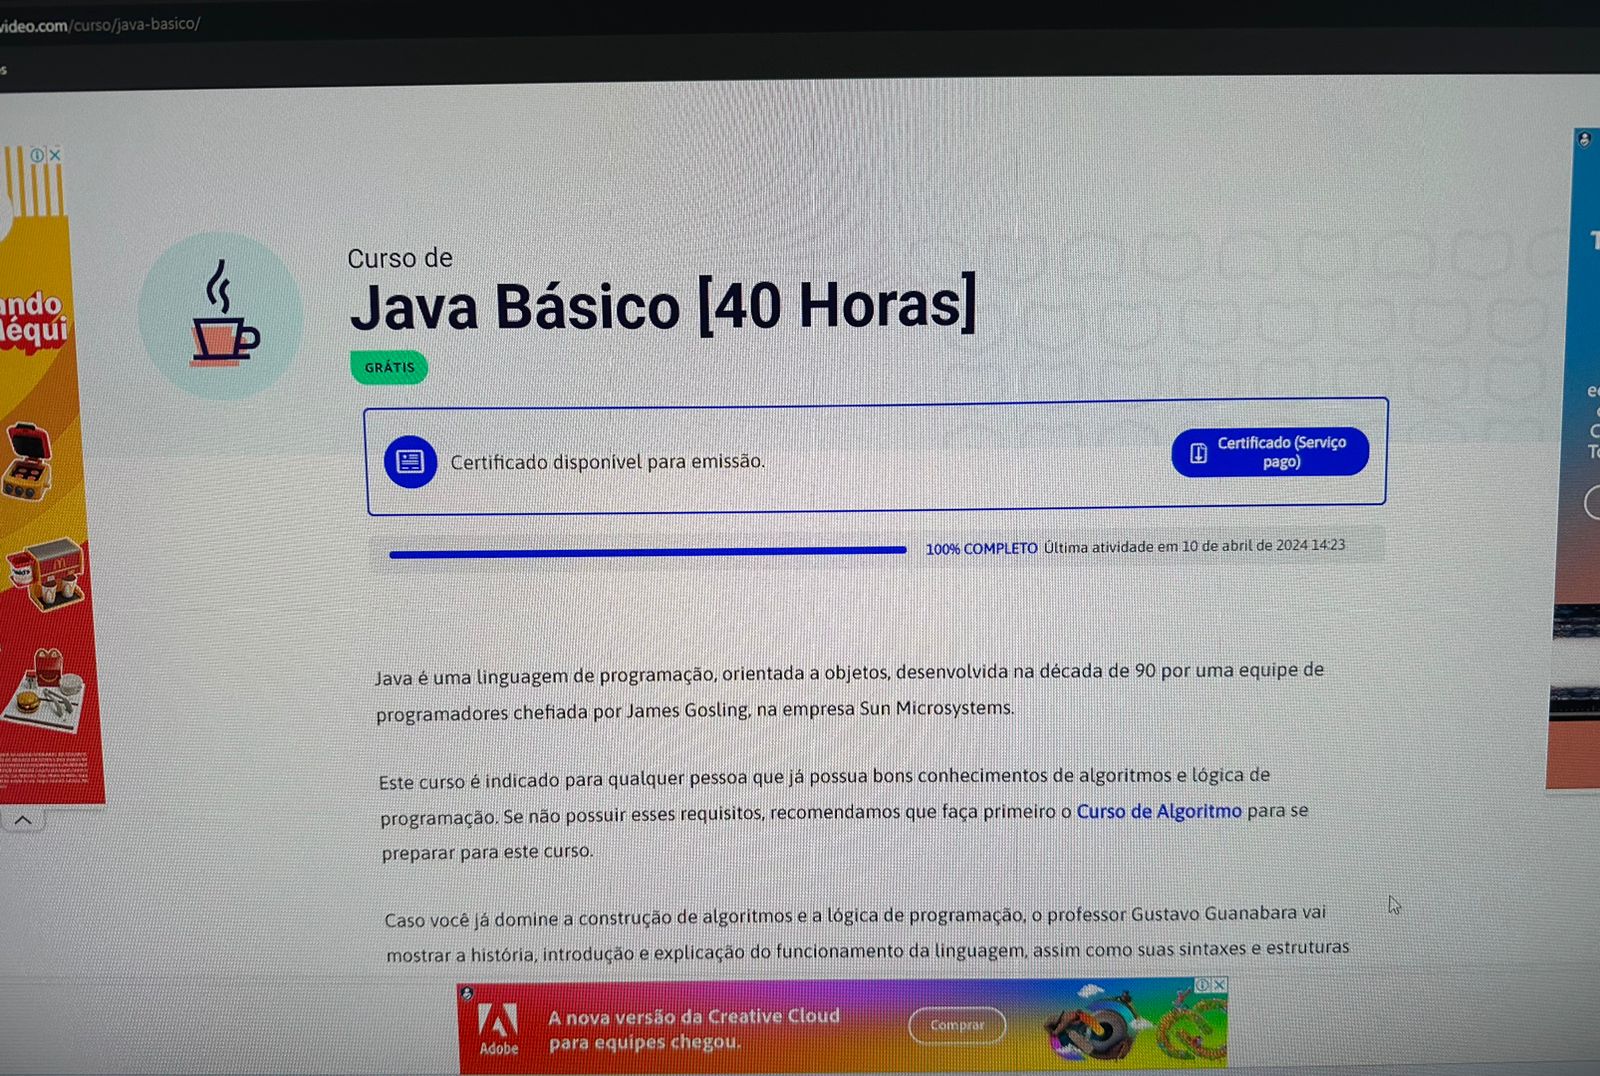 video.com/curso/java-basico/
s
ando
Méqui
Curso de
Java Básico [40 Horas]
GRÁTIS
Certificado disponível para emissão.
Certificado (Serviço
pago)
100% COMPLETO Última atividade em 10 de abril de 2024 14:23
Java é uma linguagem de programação, orientada a objetos, desenvolvida na década de 90 por uma equipe de
programadores chefiada por James Gosling, na empresa Sun Microsystems.
Este curso é indicado para qualquer pessoa que já possua bons conhecimentos de algoritmos e lógica de
programação. Se não possuir esses requisitos, recomendamos que faça primeiro o Curso de Algoritmo para se
preparar para este curso.
Caso você já domine a construção de algoritmos e a lógica de programação, o professor Gustavo Guanabara vai
mostrar a história, introdução e explicação do funcionamento da linguagem, assim como suas sintaxes e estruturas
Adobe
A nova versão da Creative Cloud
para equipes chegou.
Comprar